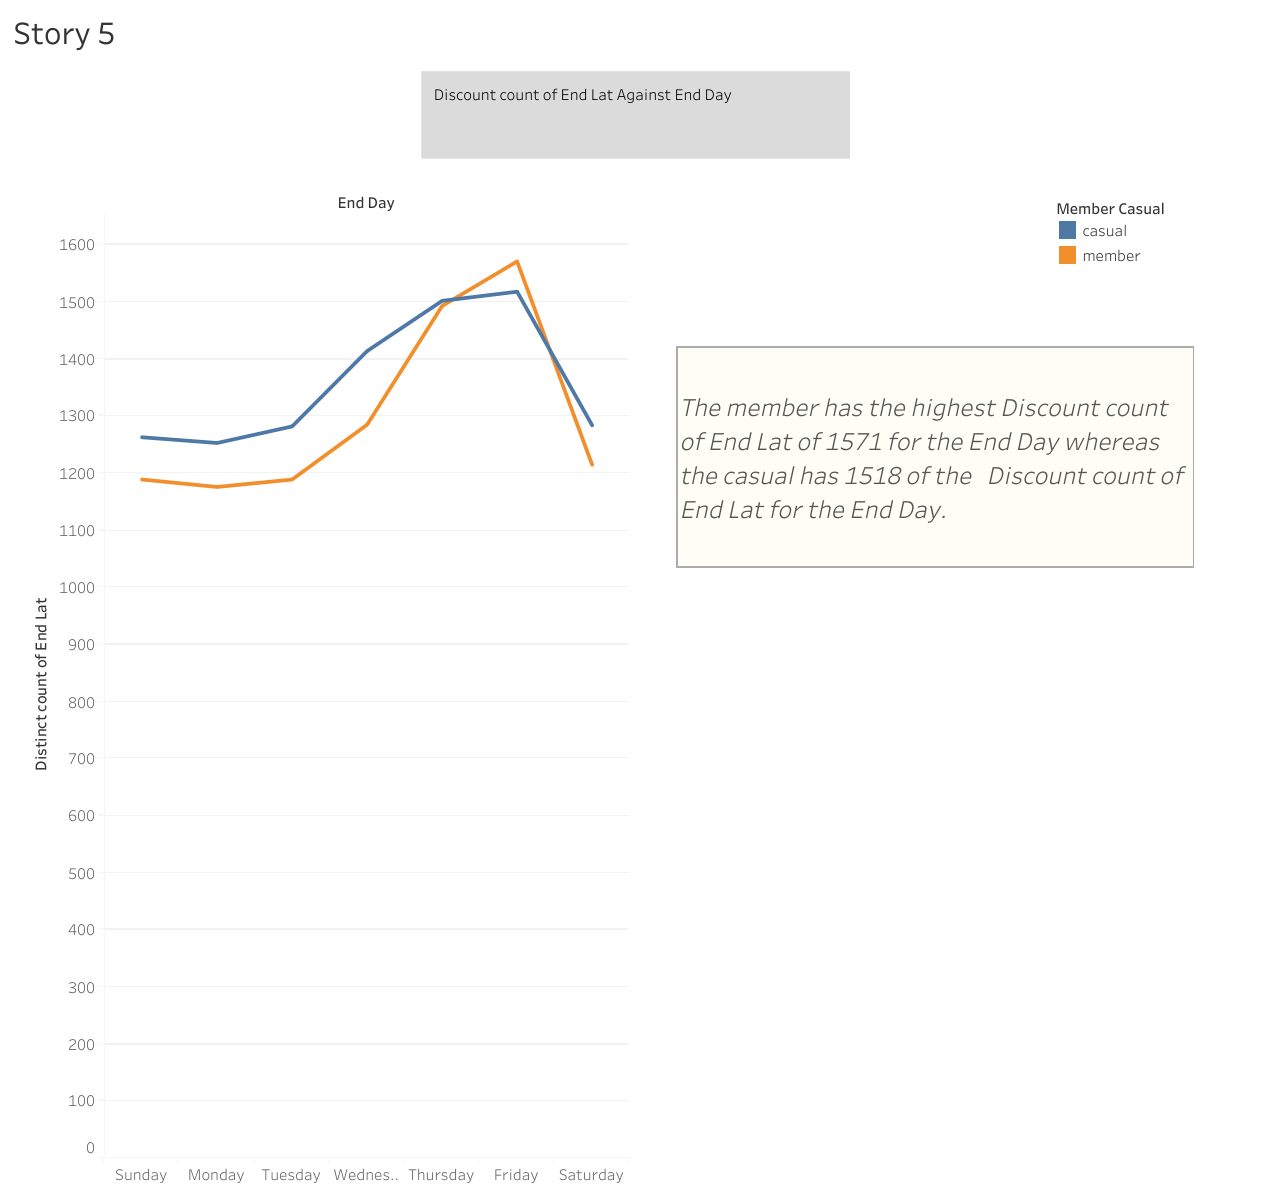 Story 5
Discount count of End Lat Against End Day
End Day
Member Casual
casual
member
1600
1500
1400
1300
1200
1100
1000
900
800
700
600
500
400
300
200
100
0
Distinct count of End Lat
Sunday Monday Tuesday Wednes.. Thursday Friday Saturday
The member has the highest Discount count
of End Lat of 1571 for the End Day whereas
the casual has 1518 of the  Discount count of
End Lat for the End Day.